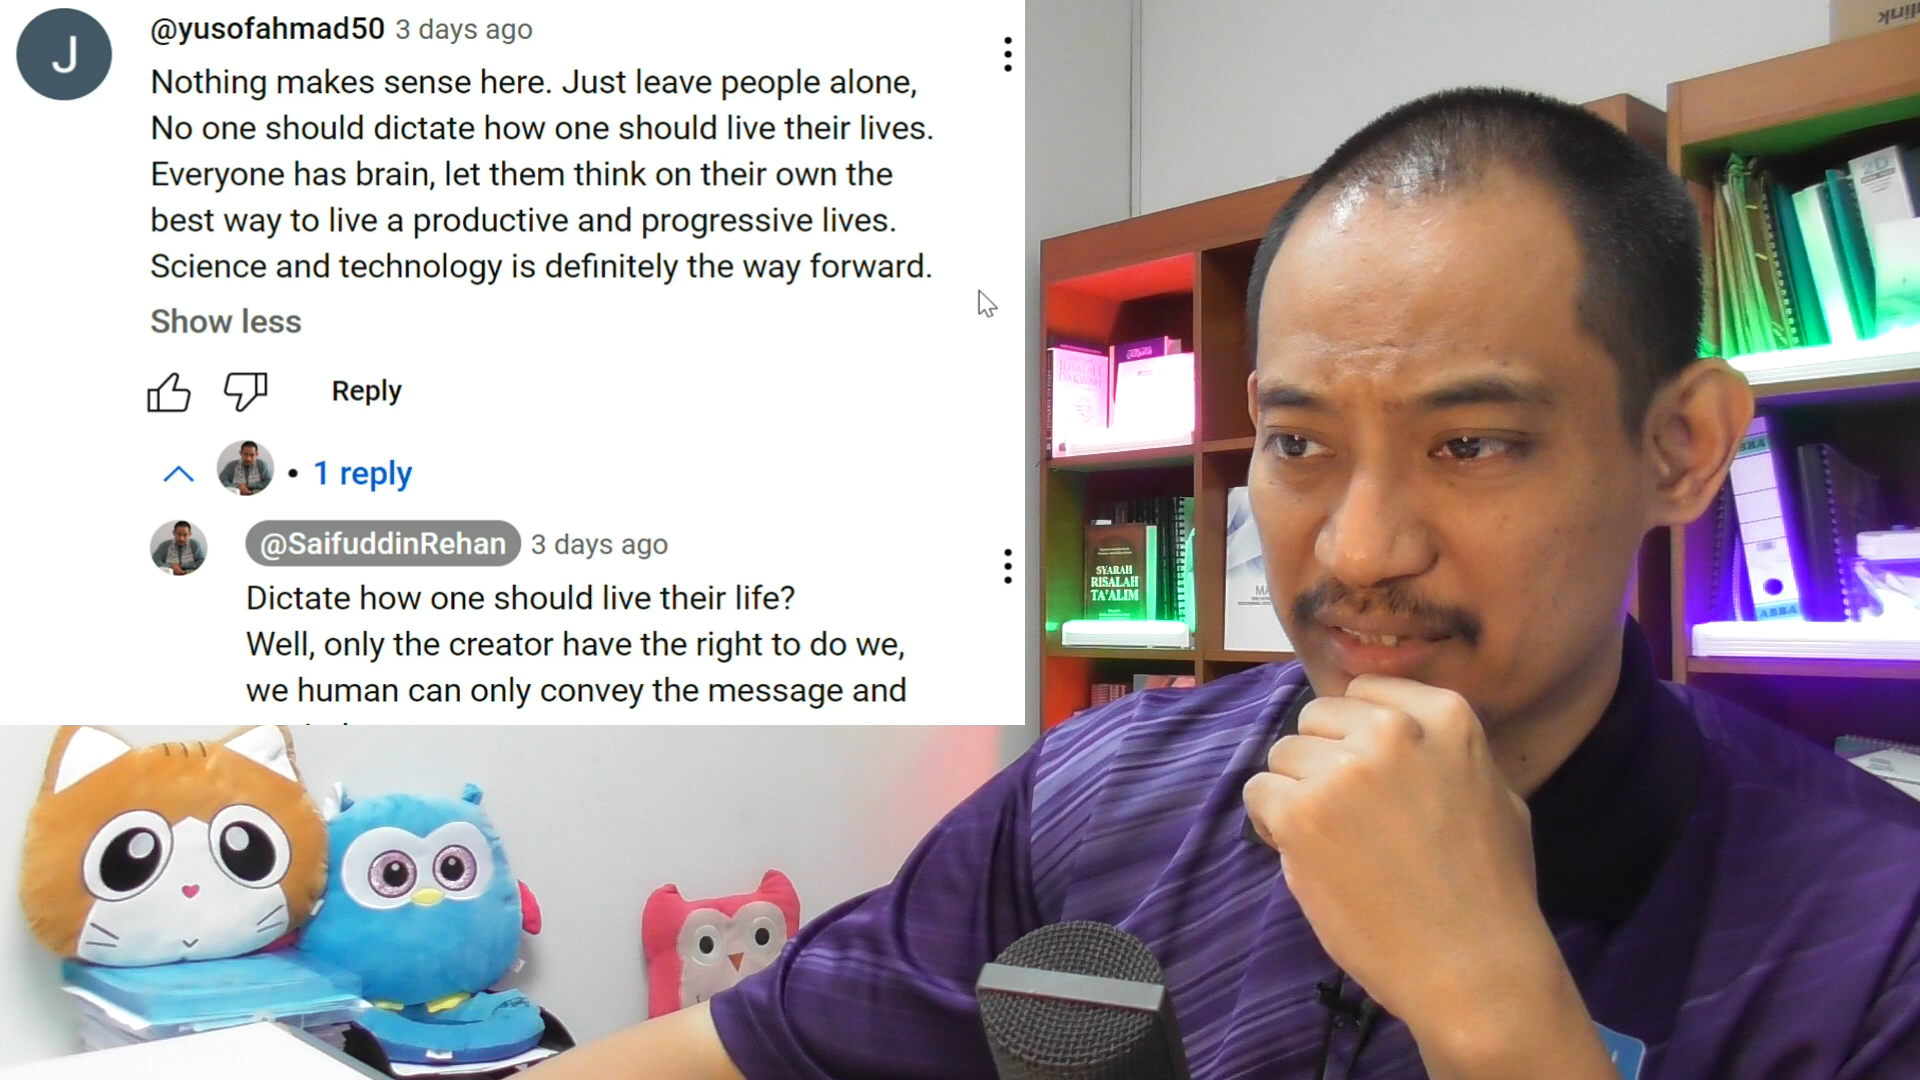 J
@yusofahmad50 3 days ago
Nothing makes sense here. Just leave people alone,
No one should dictate how one should live their lives.
Everyone has brain, let them think on their own the
best way to live a productive and progressive lives.
Science and technology is definitely the way forward.
Show less
Reply
• 1 reply
@SaifuddinRehan 3 days ago
Dictate how one should live their life?
Well, only the creator have the right to do we,
we human can only convey the message and
SYARAH
RISALAH
TA'ALIM
2D
ABBA